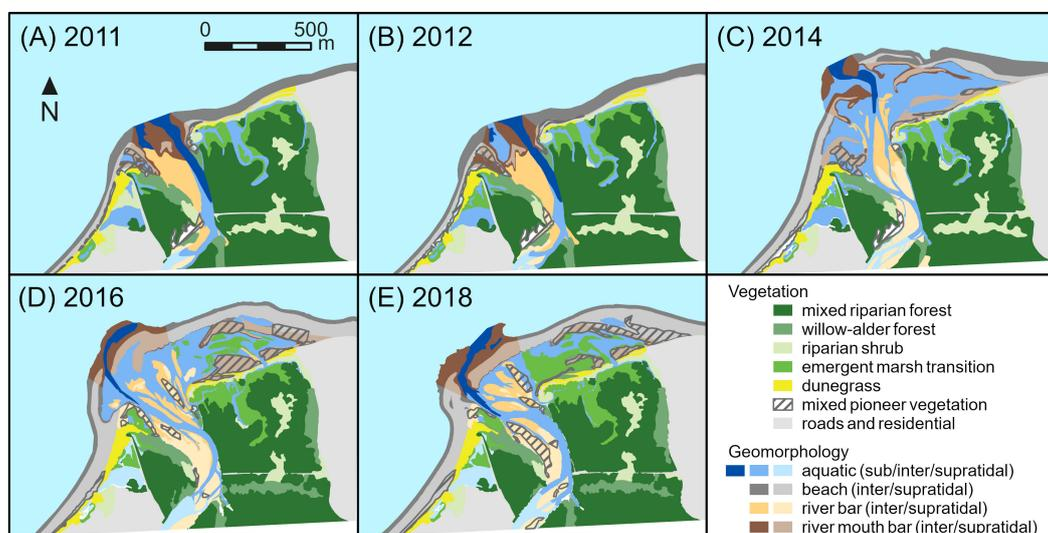 (A) 2011
0 500
m
N
(B) 2012
(C) 2014
(D) 2016
(E) 2018
Vegetation
mixed riparian forest
willow-alder forest
riparian shrub
emergent marsh transition
dunegrass
mixed pioneer vegetation
roads and residential
Geomorphology
aquatic (sub/inter/supratidal)
beach (inter/supratidal)
river bar (inter/supratidal)
river mouth bar (inter/supratidal)